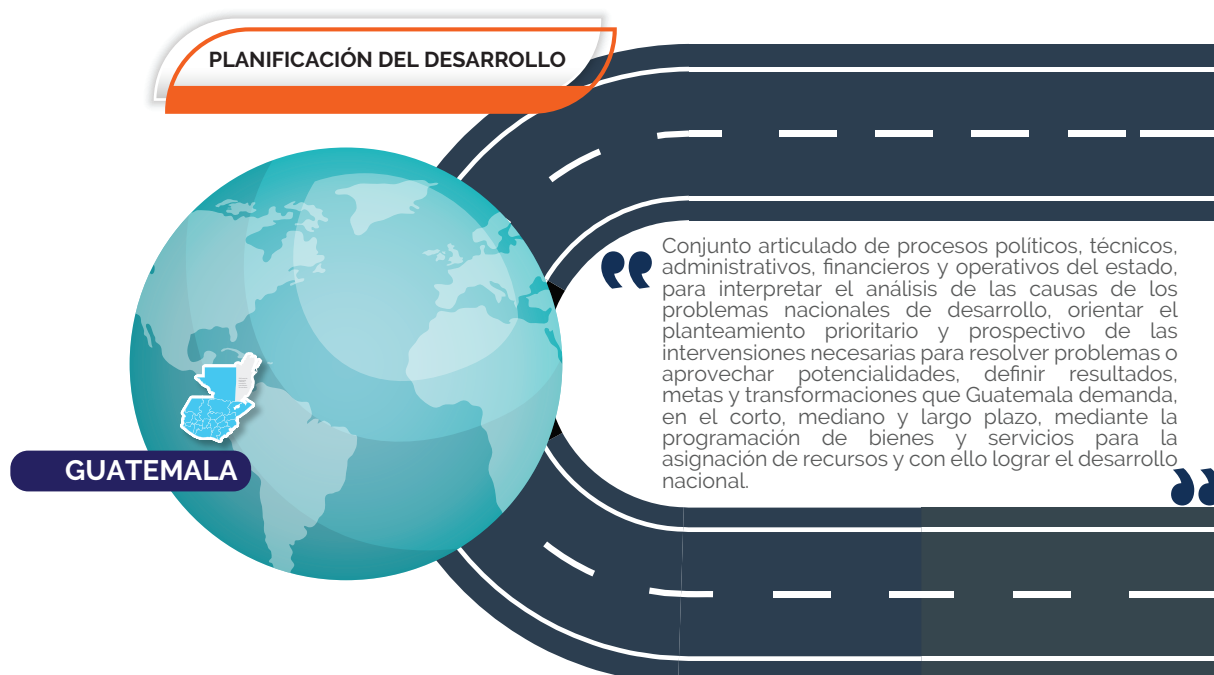 PLANIFICACIÓN DEL DESARROLLO
Conjunto articulado de procesos políticos, técnicos,
administrativos, financieros y operativos del estado,
para interpretar el análisis de las causas de los
problemas nacionales de desarrollo, orientar el
planteamiento prioritario y prospectivo de las
intervenciones necesarias para resolver problemas o
aprovechar potencialidades, definir resultados,
metas y transformaciones que Guatemala demanda,
en el corto, mediano y largo plazo, mediante la
programación de bienes y servicios para la
asignación de recursos y con ello lograr el desarrollo
nacional.
GUATEMALA